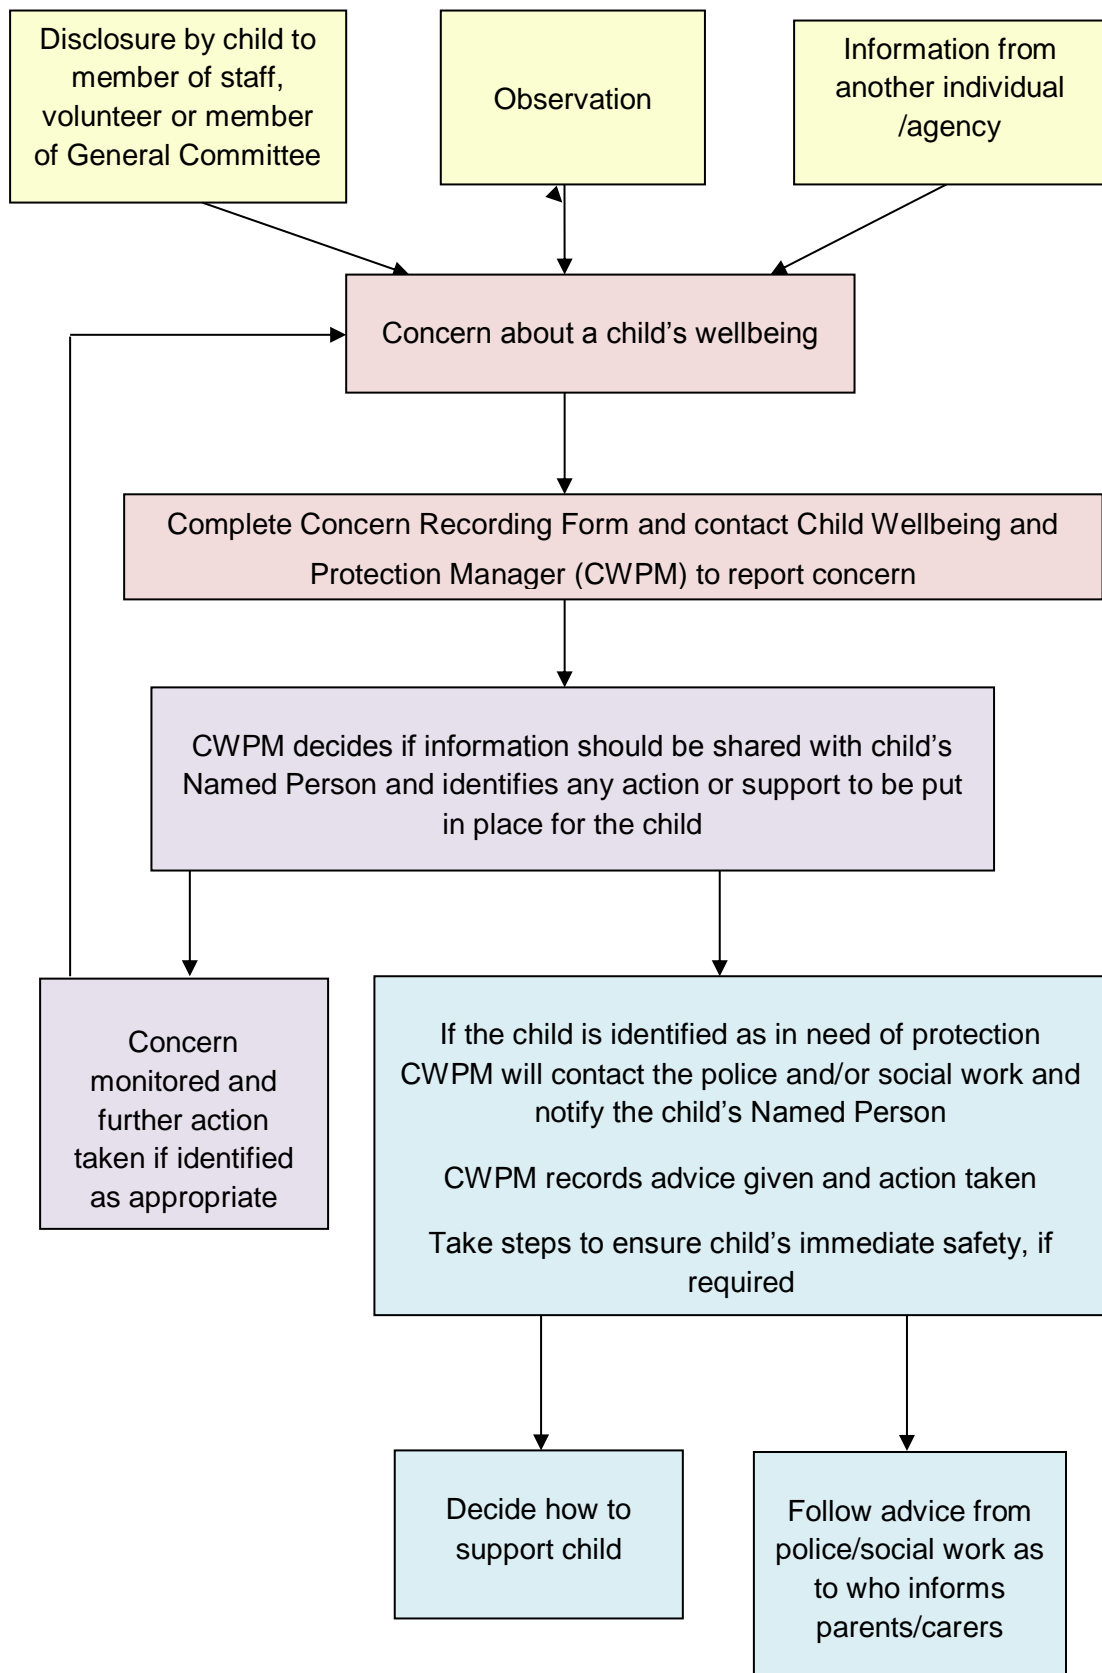 Disclosure by child to
member of staff,
volunteer or member
of General Committee
Observation
Information from
another individual
/agency
Concern about a child’s wellbeing
Complete Concern Recording Form and contact Child Wellbeing and
Protection Manager (CWPM) to report concern
CWPM decides if information should be shared with child’s
Named Person and identifies any action or support to be put
in place for the child
Concern
monitored and
further action
taken if identified
as appropriate
If the child is identified as in need of protection
CWPM will contact the police and/or social work and
notify the child’s Named Person
CWPM records advice given and action taken
Take steps to ensure child’s immediate safety, if
required
Decide how to
support child
Follow advice from
police/social work as
to who informs
parents/carers